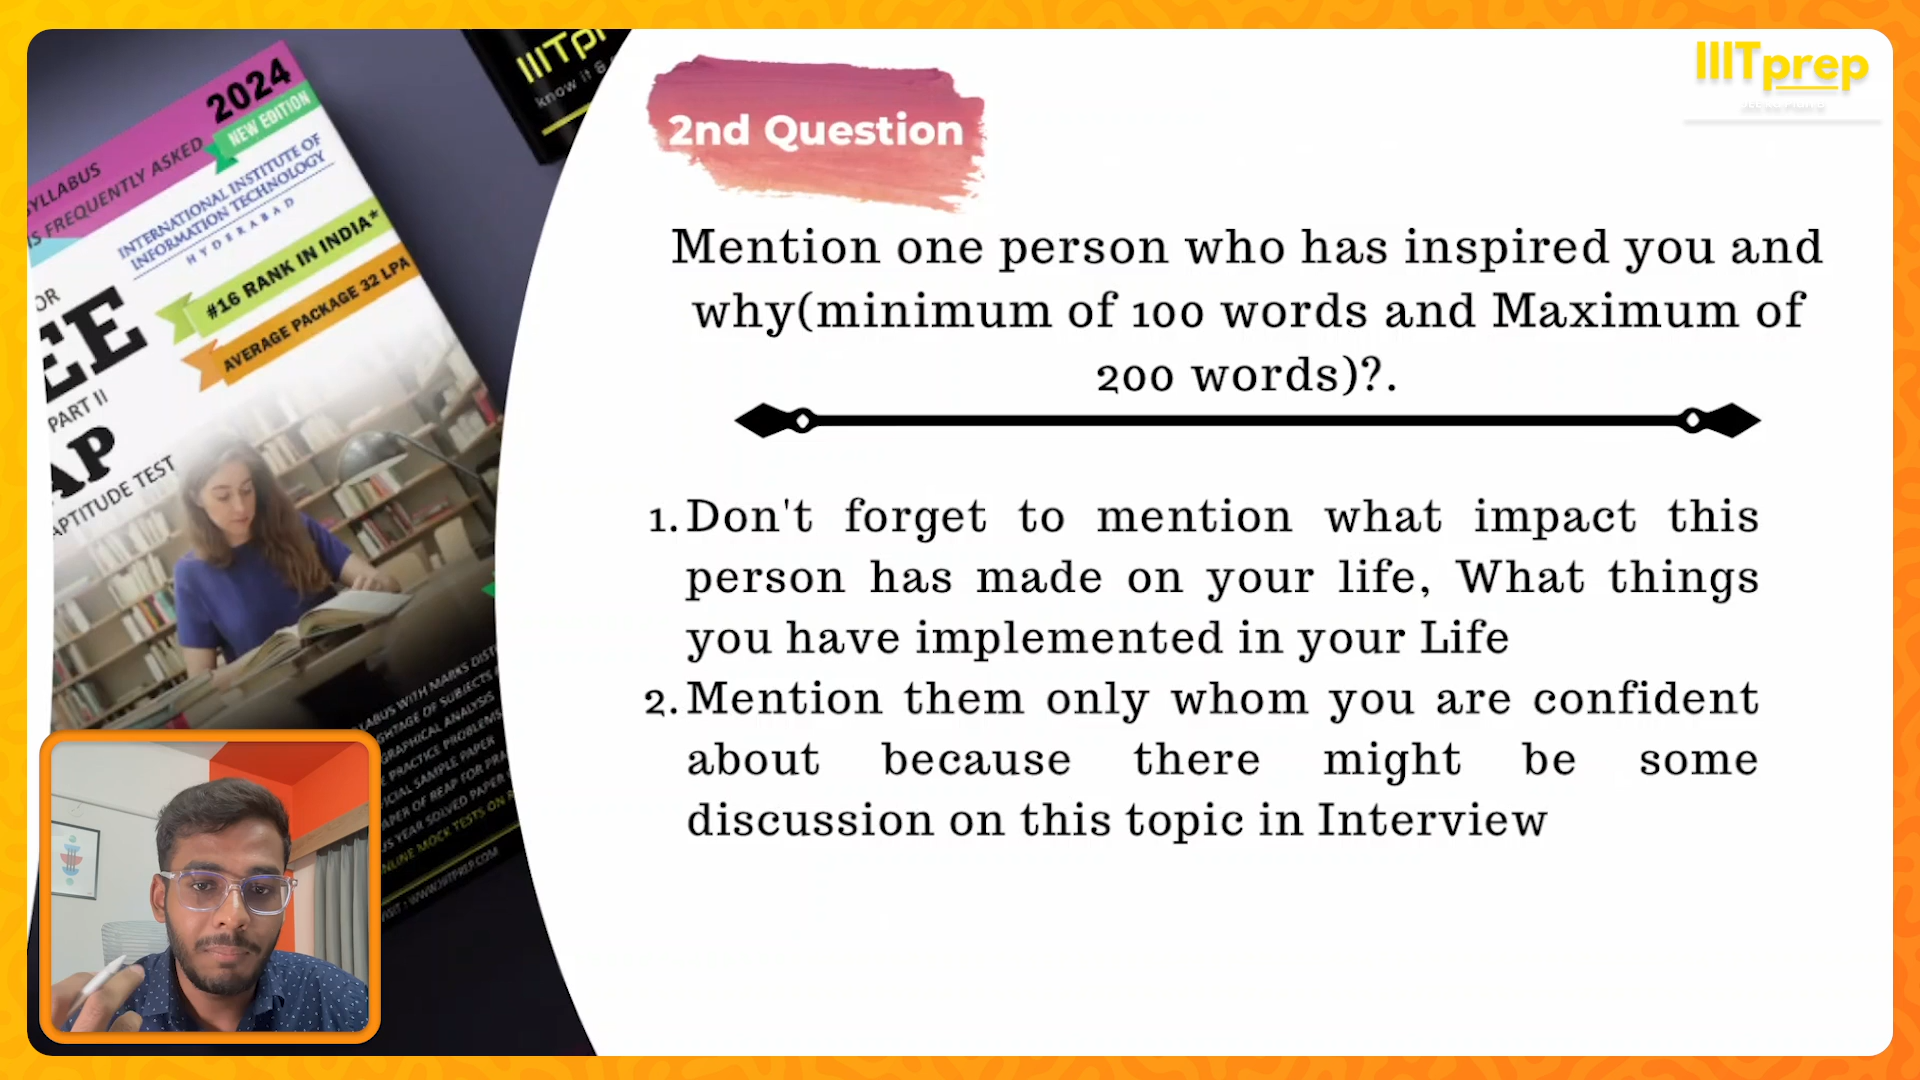 IIITprep
2nd Question
Mention one person who has inspired you and
why(minimum of 100 words and Maximum of
200 words)?.
1. Don't forget to mention what impact this
person has made on your life, What things
you have implemented in your Life
2. Mention them only whom you are confident
about because there might be some
discussion on this topic in Interview
2024
NEW EDITION
SYLLABUS
FREQUENTLY ASKED
INTERNATIONAL INSTITUTE OF
INFORMATION TECHNOLOGY
HYDERABAD
#16 RANK IN INDIA*
AVERAGE PACKAGE 32 LPA
PART II
APTITUDE TEST
know it &